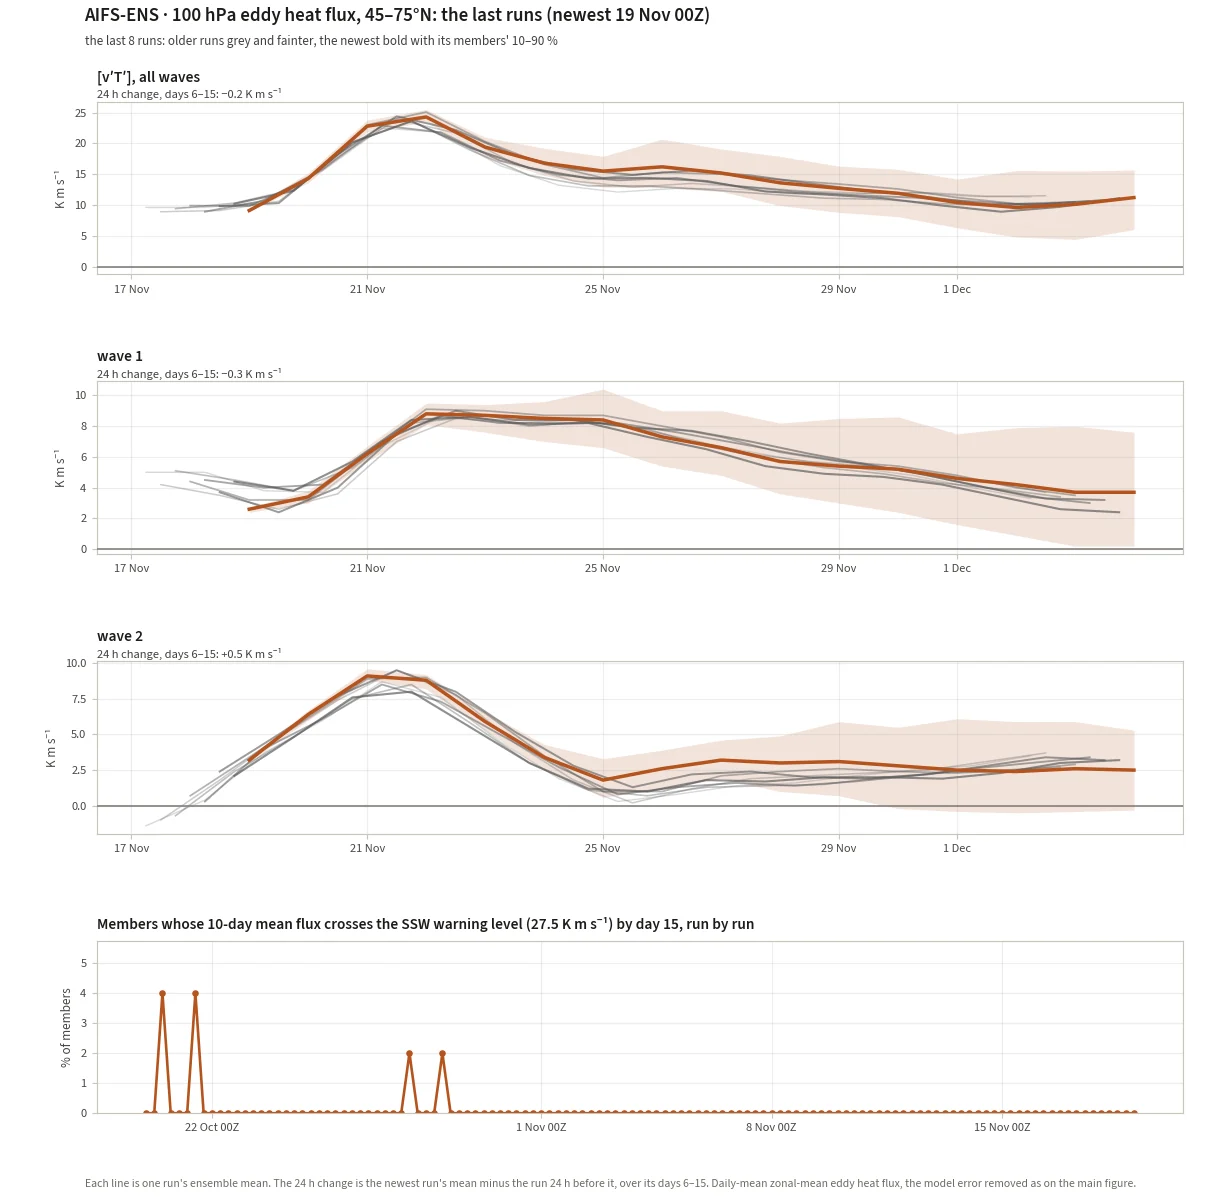 AIFS-ENS · 100 hPa eddy heat flux, 45–75°N: the last runs (newest 19 Nov 00Z)
the last 8 runs: older runs grey and fainter, the newest bold with its members' 10–90 %
[v′T′], all waves
24 h change, days 6–15: −0.2 K m s⁻¹
25
20
15
10
5
0
K m s⁻¹
17 Nov
21 Nov
25 Nov
29 Nov
1 Dec
wave 1
24 h change, days 6–15: −0.3 K m s⁻¹
10
8
6
4
2
0
K m s⁻¹
17 Nov
21 Nov
25 Nov
29 Nov
1 Dec
wave 2
24 h change, days 6–15: +0.5 K m s⁻¹
10.0
7.5
5.0
2.5
0.0
K m s⁻¹
17 Nov
21 Nov
25 Nov
29 Nov
1 Dec
Members whose 10-day mean flux crosses the SSW warning level (27.5 K m s⁻¹) by day 15, run by run
5
4
3
2
1
0
% of members
22 Oct 00Z
1 Nov 00Z
8 Nov 00Z
15 Nov 00Z
Each line is one run's ensemble mean. The 24 h change is the newest run's mean minus the run 24 h before it, over its days 6–15. Daily-mean zonal-mean eddy heat flux, the model error removed as on the main figure.